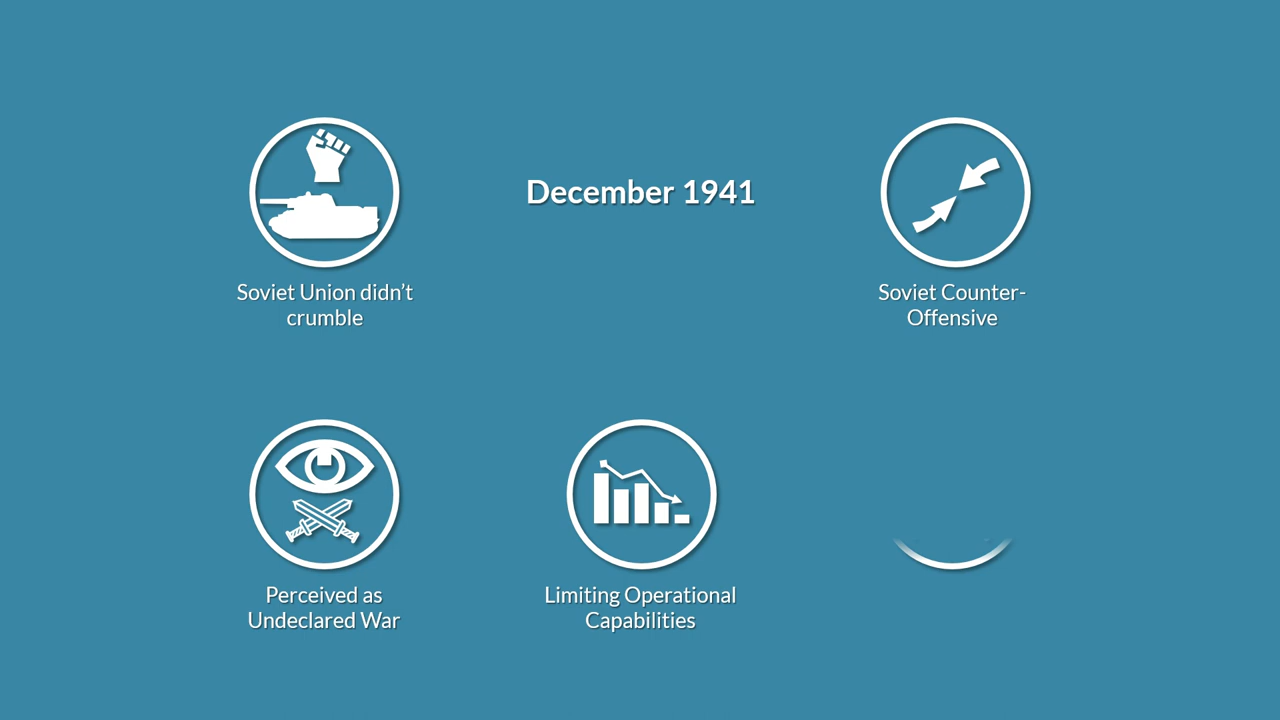 December 1941
Soviet Union didn’t
crumble
Soviet Counter-
Offensive
Perceived as
Undeclared War
Limiting Operational
Capabilities